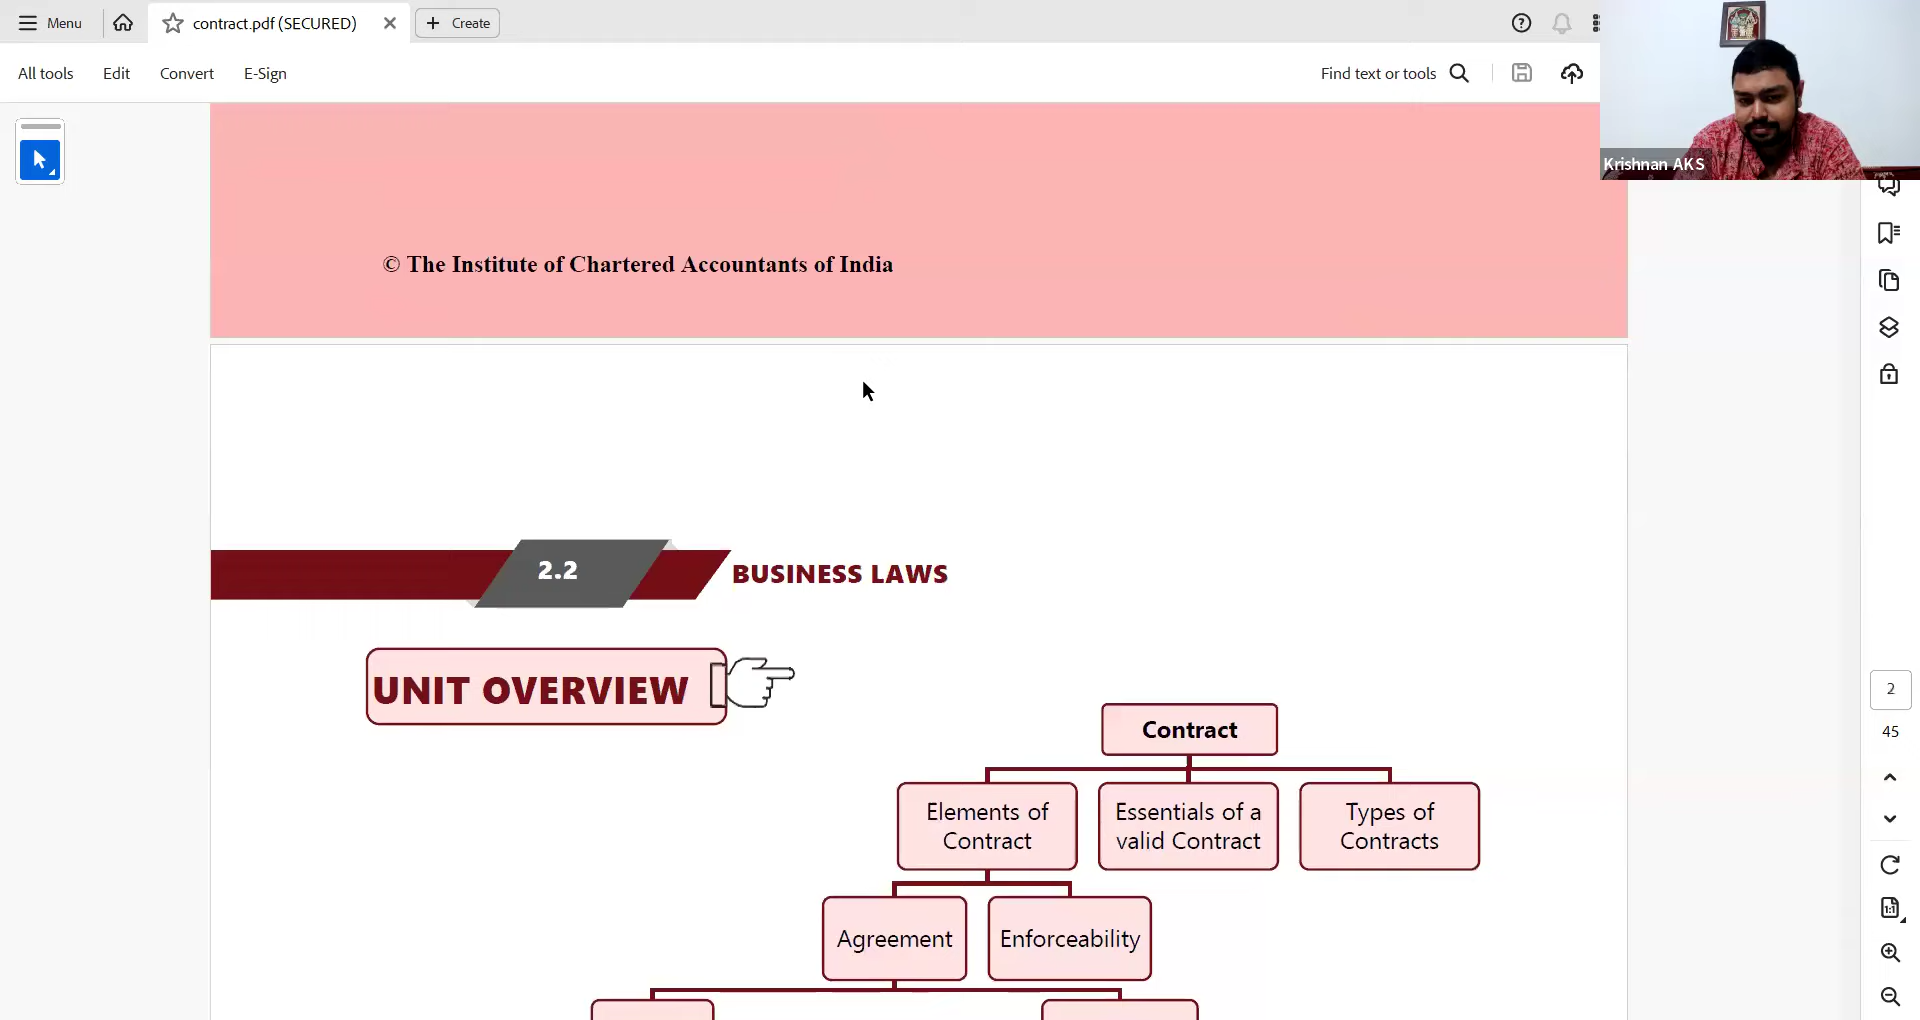 Menu
contract.pdf (SECURED)
Create
All tools
Edit
Convert
E-Sign
Find text or tools
Krishnan AKS
© The Institute of Chartered Accountants of India
2.2
BUSINESS LAWS
UNIT OVERVIEW
Contract
Elements of
Contract
Essentials of a
valid Contract
Types of
Contracts
Agreement
Enforceability
2
45
1:1